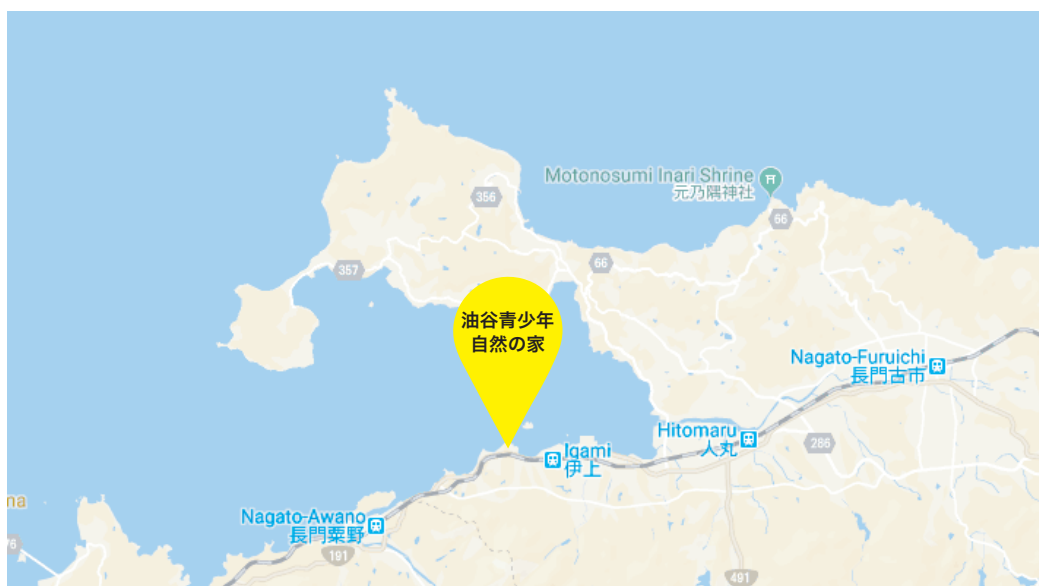 Motonosumi Inari Shrine
元乃隅神社
356
66
66
357
油谷青少年
自然の家
Nagato-Furuichi
長門古市
Hitomaru
人丸
286
Igami
伊上
Nagato-Awano
長門粟野
191
491